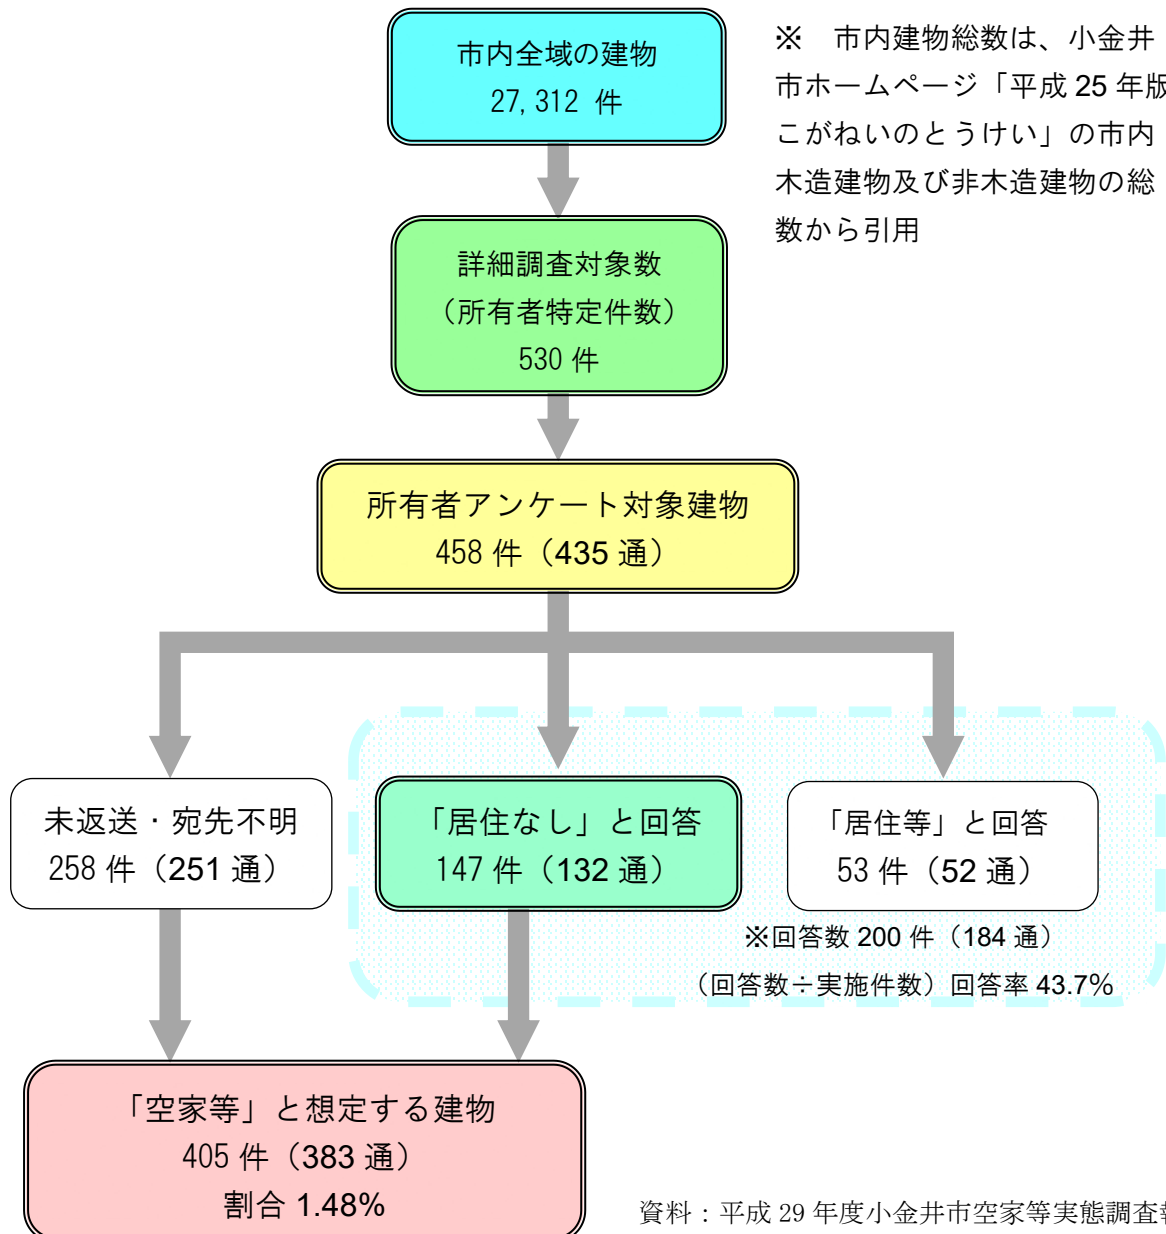 市内全域の建物
27,312 件
※　市内建物総数は、小金井
市ホームページ「平成 25 年版
こがねいのとうけい」の市内
木造建物及び非木造建物の総
数から引用
詳細調査対象数
（所有者特定件数）
530 件
所有者アンケート対象建物
458 件（435 通）
未返送・宛先不明
258 件（251 通）
「居住なし」と回答
147 件（132 通）
「居住等」と回答
53 件（52 通）
※回答数 200 件（184 通）
（回答数÷実施件数）回答率 43.7%
「空家等」と想定する建物
405 件（383 通）
割合 1.48%
資料：平成 29 年度小金井市空家等実態調査報